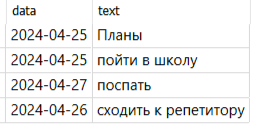 data text
2024-04-25 Планы
2024-04-25 пойти в школу
2024-04-27 поспать
2024-04-26 сходить к репетитору